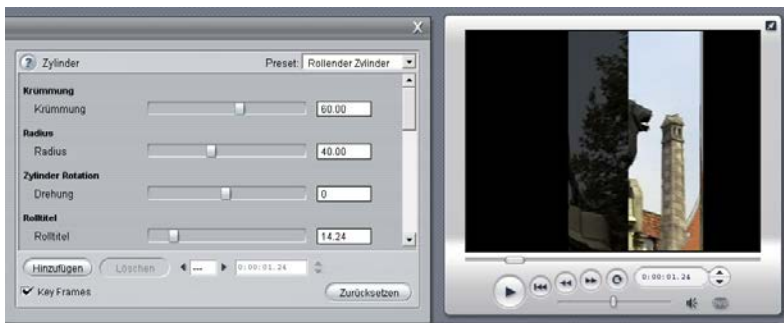 X
? Zylinder Preset: Rollender Zylinder
Krümmung
Krümmung 60.00
Radius
Radius 40.00
Zylinder Rotation
Drehung 0
Rolltitel
Rolltitel 14.24
Hinzufügen Löschen --- 0:00:01.24
Key Frames Zurücksetzen
0:00:01.24